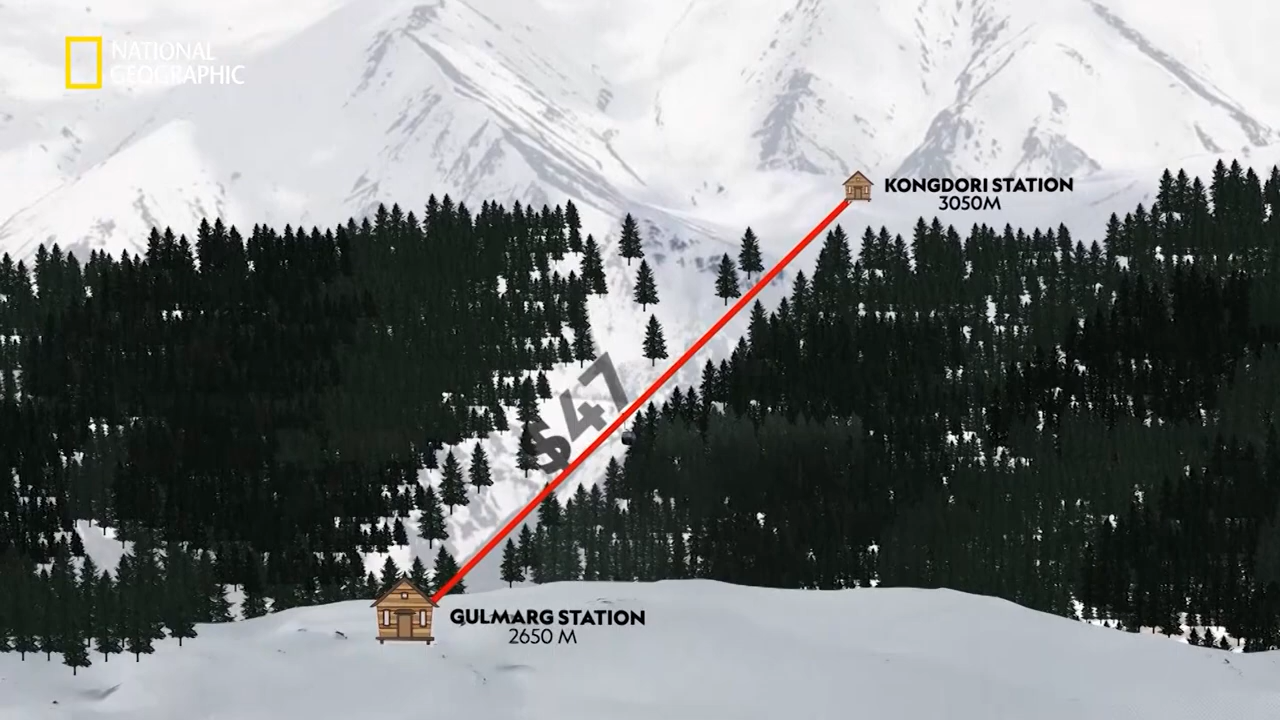 NATIONAL
GEOGRAPHIC
KONGDORI STATION
3050M
$47
GULMARG STATION
2650 M